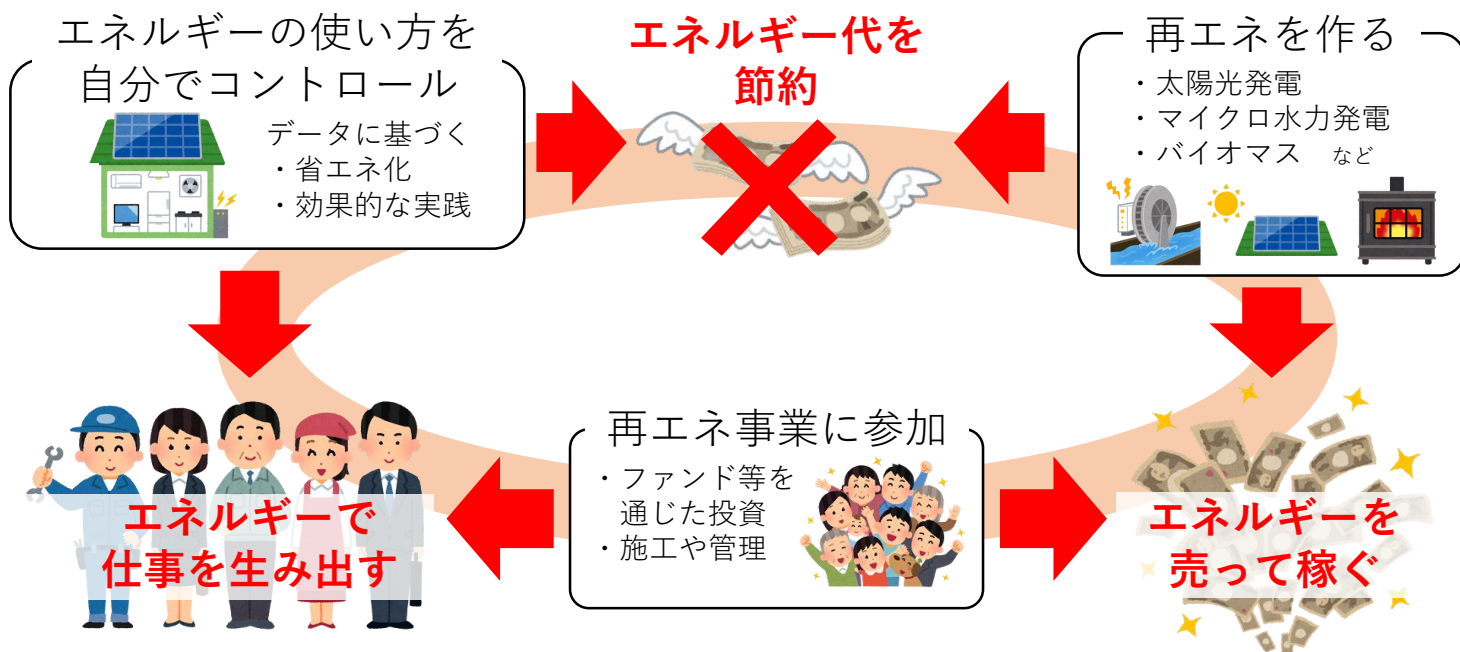 エネルギーの使い方を
自分でコントロール
データに基づく
・省エネ化
・効果的な実践
エネルギー代を
節約
再エネを作る
・太陽光発電
・マイクロ水力発電
・バイオマス など
エネルギーで
仕事を生み出す
再エネ事業に参加
・ファンド等を
通じた投資
・施工や管理
エネルギーを
売って稼ぐ